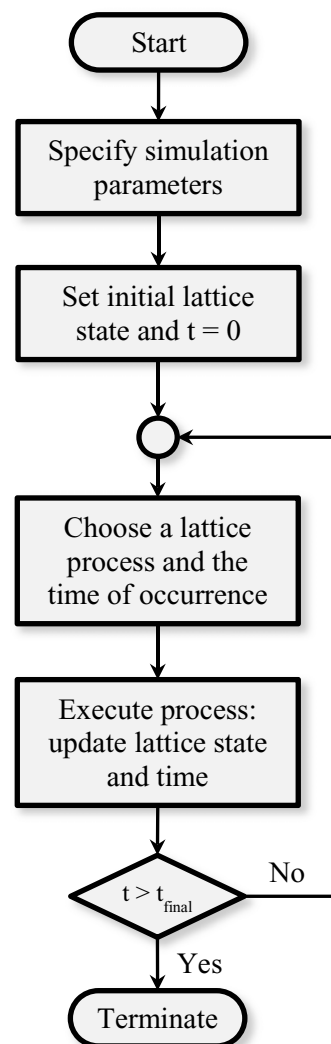 Start
Specify simulation
parameters
Set initial lattice
state and t = 0
Choose a lattice
process and the
time of occurrence
Execute process:
update lattice state
and time
t > t_final
No
Yes
Terminate